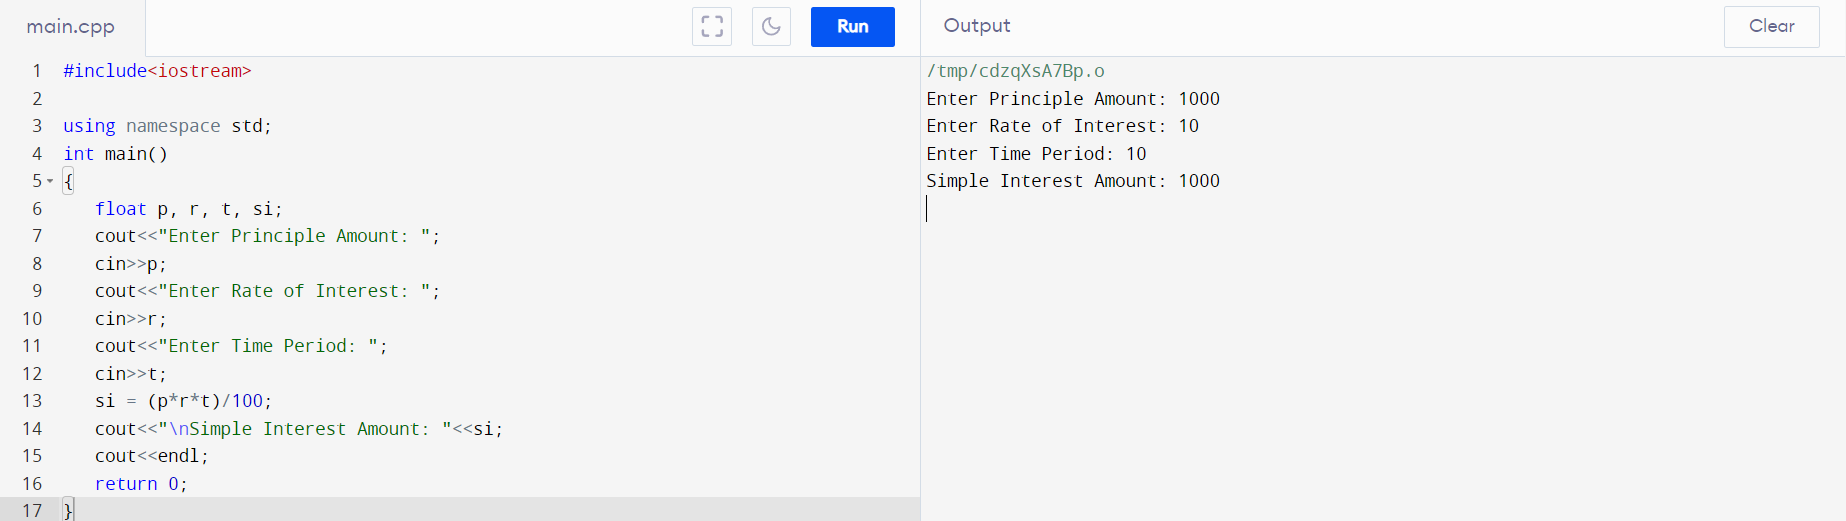 main.cpp
Run
Output
Clear
1 #include<iostream>
2
3 using namespace std;
4 int main()
5 {
6 float p, r, t, si;
7 cout<<"Enter Principle Amount: ";
8 cin>>p;
9 cout<<"Enter Rate of Interest: ";
10 cin>>r;
11 cout<<"Enter Time Period: ";
12 cin>>t;
13 si = (p*r*t)/100;
14 cout<<"\nSimple Interest Amount: "<<si;
15 cout<<endl;
16 return 0;
17 }
/tmp/cdzqXsA7Bp.o
Enter Principle Amount: 1000
Enter Rate of Interest: 10
Enter Time Period: 10
Simple Interest Amount: 1000